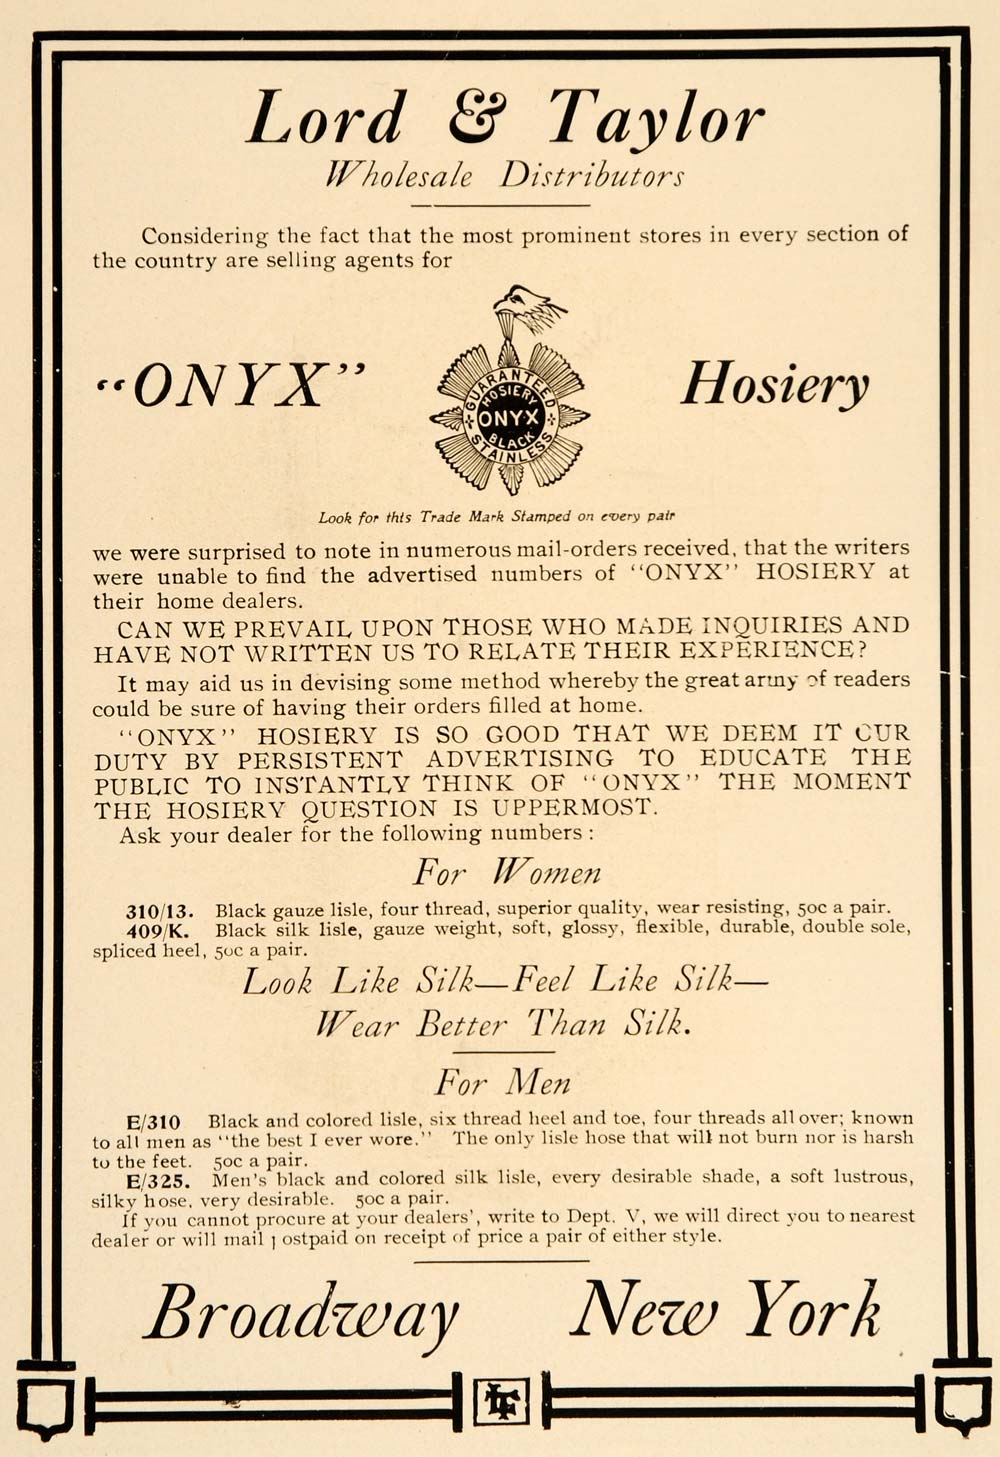 Lord & Taylor
Wholesale Distributors
Considering the fact that the most prominent stores in every section of
the country are selling agents for
"ONYX" Hosiery
GUARANTEED
HOSIERY
ONYX
BLACK
STAINLESS
Look for this Trade Mark Stamped on every pair
we were surprised to note in numerous mail-orders received, that the writers
were unable to find the advertised numbers of "ONYX" HOSIERY at
their home dealers.
CAN WE PREVAIL UPON THOSE WHO MADE INQUIRIES AND
HAVE NOT WRITTEN US TO RELATE THEIR EXPERIENCE?
It may aid us in devising some method whereby the great army of readers
could be sure of having their orders filled at home.
"ONYX" HOSIERY IS SO GOOD THAT WE DEEM IT OUR
DUTY BY PERSISTENT ADVERTISING TO EDUCATE THE
PUBLIC TO INSTANTLY THINK OF "ONYX" THE MOMENT
THE HOSIERY QUESTION IS UPPERMOST.
Ask your dealer for the following numbers:
For Women
310/13. Black gauze lisle, four thread, superior quality, wear resisting, 50c a pair.
409/K. Black silk lisle, gauze weight, soft, glossy, flexible, durable, double sole,
spliced heel, 50c a pair.
Look Like Silk—Feel Like Silk—
Wear Better Than Silk.
For Men
E/310 Black and colored lisle, six thread heel and toe, four threads all over; known
to all men as "the best I ever wore." The only lisle hose that will not burn nor is harsh
to the feet. 50c a pair.
E/325. Men's black and colored silk lisle, every desirable shade, a soft lustrous,
silky hose, very desirable. 50c a pair.
If you cannot procure at your dealers', write to Dept. V, we will direct you to nearest
dealer or will mail postpaid on receipt of price a pair of either style.
Broadway New York